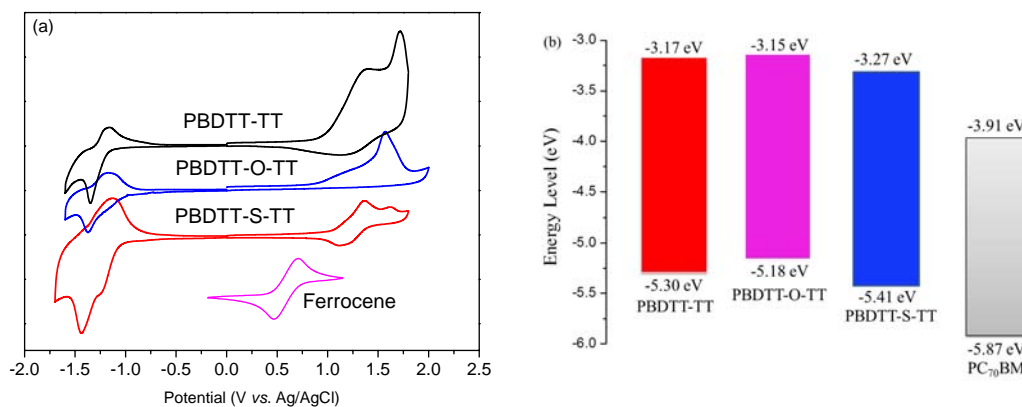 (a)
PBDTT-TT
PBDTT-O-TT
PBDTT-S-TT
Ferrocene
-1.5 -1.0 -0.5 0.0 0.5 1.0 1.5 2.0 2.5
Potential (V vs. Ag/AgCl)
(b)
Energy Level (eV)
-3.0
-3.5
-4.0
-4.5
-5.0
-5.5
-6.0
-3.17 eV
-3.15 eV
-3.27 eV
-3.91 eV
-5.30 eV
PBDTT-TT
-5.18 eV
PBDTT-O-TT
-5.41 eV
PBDTT-S-TT
-5.87 eV
PC70BM